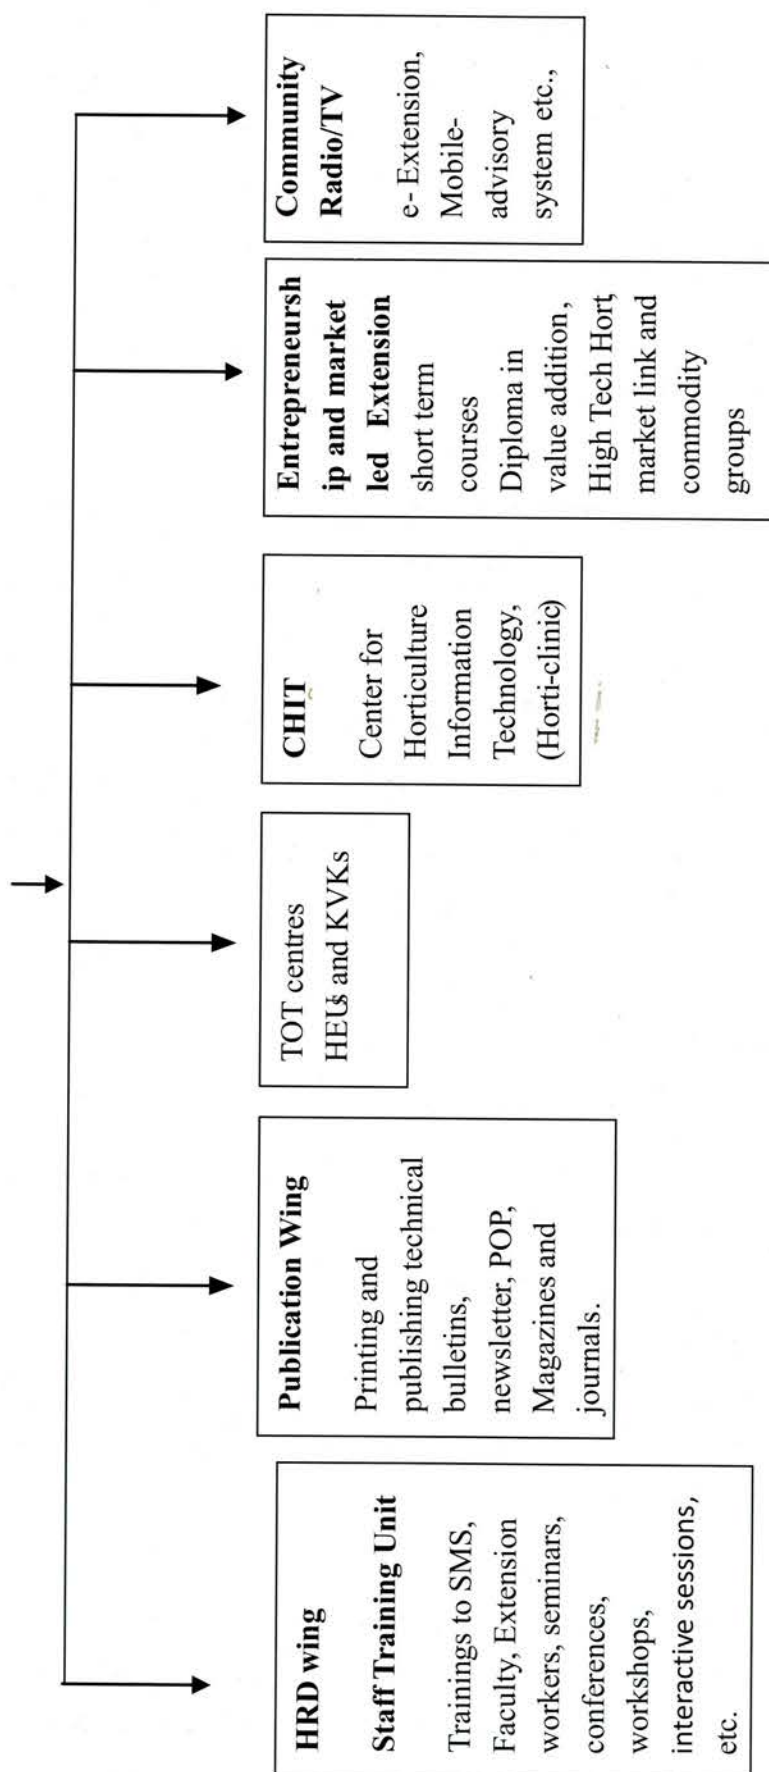 HRD wing
Staff Training Unit
Trainings to SMS,
Faculty, Extension
workers, seminars,
conferences,
workshops,
interactive sessions,
etc.
Publication Wing
Printing and
publishing technical
bulletins,
newsletter, POP,
Magazines and
journals.
TOT centres
HEUs and KVKs
CHIT
Center for
Horticulture
Information
Technology,
(Horti-clinic)
Entrepreneursh
ip and market
led Extension
short term
courses
Diploma in
value addition,
High Tech Hort,
market link and
commodity
groups
Community
Radio/TV
e- Extension,
Mobile-
advisory
system etc.,